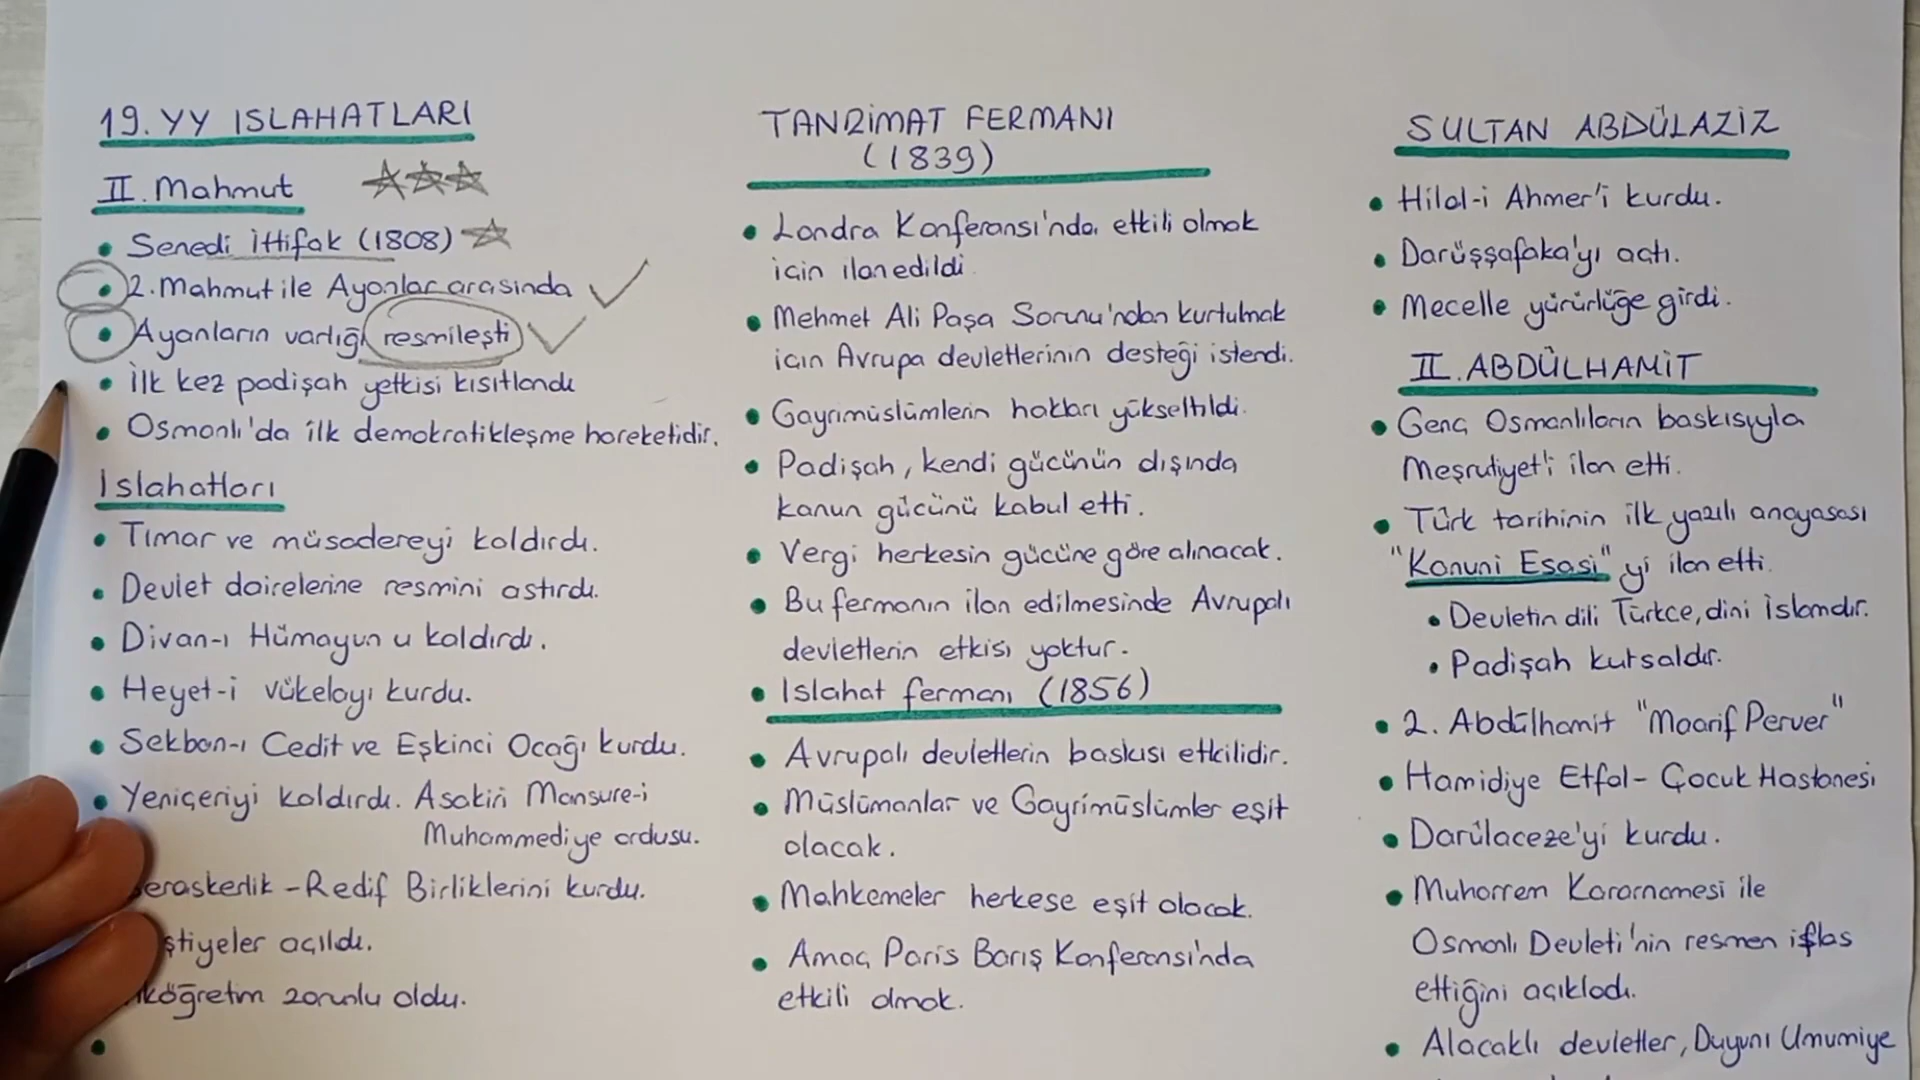 19. YY ISLAHATLARI
II. Mahmut
Senedi İttifak (1808)
2. Mahmut ile Ayanlar arasında
Ayanların varlığı resmileşti
İlk kez padişah yetkisi kısıtlandı
Osmanlı'da ilk demokratikleşme hareketidir.
Islahatları
Tımar ve müsadereyi kaldırdı.
Devlet dairelerine resmini astırdı.
Divan-ı Hümayun u kaldırdı.
Heyet-i vükelayı kurdu.
Sekban-ı Cedit ve Eşkinci Ocağı kurdu.
Yeniçeriyi kaldırdı. Asakiri Mansure-i
Muhammediye ordusu.
eraskerlik - Redif Birliklerini kurdu.
ştiyeler açıldı.
köğretim zorunlu oldu.
TANZİMAT FERMANI
(1839)
Londra Konferansı'nda etkili olmak
için ilan edildi.
Mehmet Ali Paşa Sorunu'ndan kurtulmak
için Avrupa devletlerinin desteği istendi.
Gayrımüslümlerin hakları yükseltildi.
Padişah, kendi gücünün dışında
kanun gücünü kabul etti.
Vergi herkesin gücüne göre alınacak.
Bu fermanın ilan edilmesinde Avrupalı
devletlerin etkisi yoktur.
Islahat fermanı (1856)
Avrupalı devletlerin baskısı etkilidir.
Müslümanlar ve Gayrimüslümler eşit
olacak.
Mahkemeler herkese eşit olacak.
Amaç Paris Barış Konferansi'nda
etkili olmak.
SULTAN ABDÜLAZİZ
Hilal-i Ahmer'i kurdu.
Darüşşafaka'yı açtı.
Mecelle yürürlüğe girdi.
II. ABDÜLHAMİT
Genç Osmanlıların baskısıyla
Meşrutiyet'i ilan etti.
Türk tarihinin ilk yazılı anayasası
"Kanuni Esasi" yi ilan etti.
Devletin dili Türkçe, dini İslamdır.
Padişah kutsaldır.
2. Abdülhamit "Maarif Perver"
Hamidiye Etfal - Çocuk Hastanesi
Darülaceze'yi kurdu.
Muharrem Kararnamesi ile
Osmanlı Devleti'nin resmen iflas
ettiğini açıkladı.
Alacaklı devletler, Duyunı Umumiye